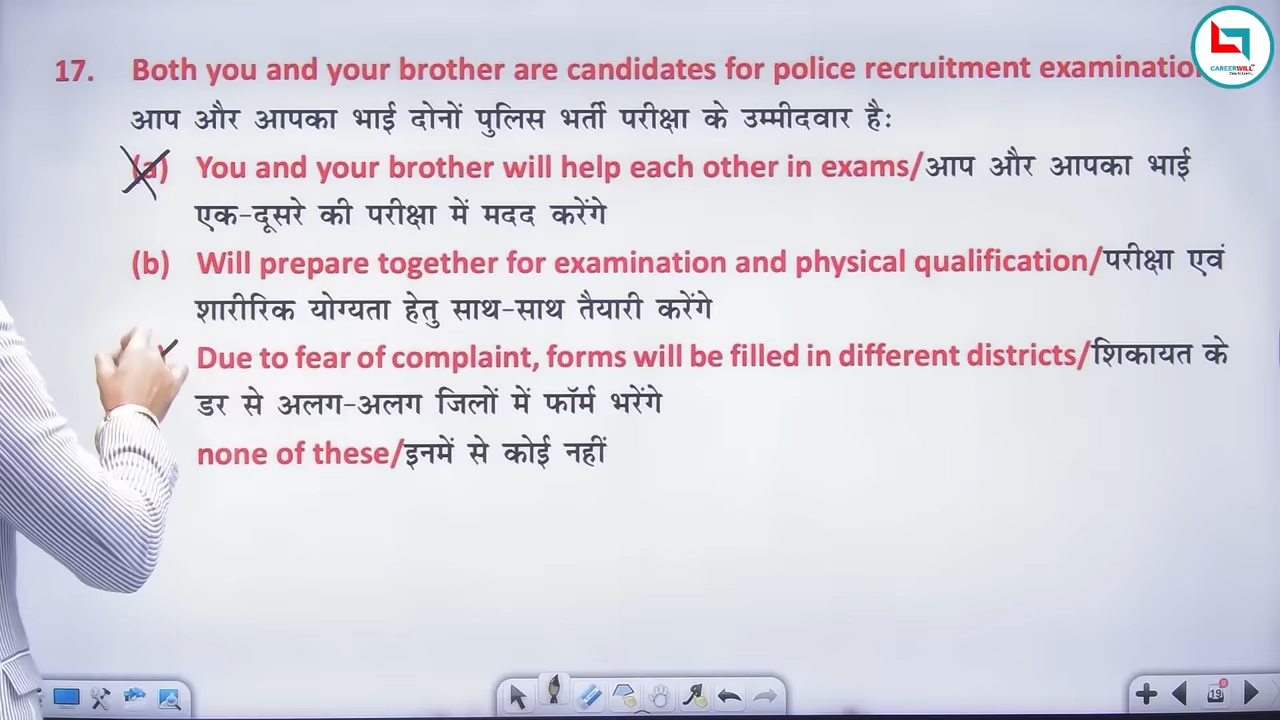 17. Both you and your brother are candidates for police recruitment examination
आप और आपका भाई दोनों पुलिस भर्ती परीक्षा के उम्मीदवार हैः
(a) You and your brother will help each other in exams/आप और आपका भाई
एक-दूसरे की परीक्षा में मदद करेंगे
(b) Will prepare together for examination and physical qualification/परीक्षा एवं
शारीरिक योग्यता हेतु साथ-साथ तैयारी करेंगे
Due to fear of complaint, forms will be filled in different districts/शिकायत के
डर से अलग-अलग जिलों में फॉर्म भरेंगे
none of these/इनमें से कोई नहीं
CAREERWILL
19